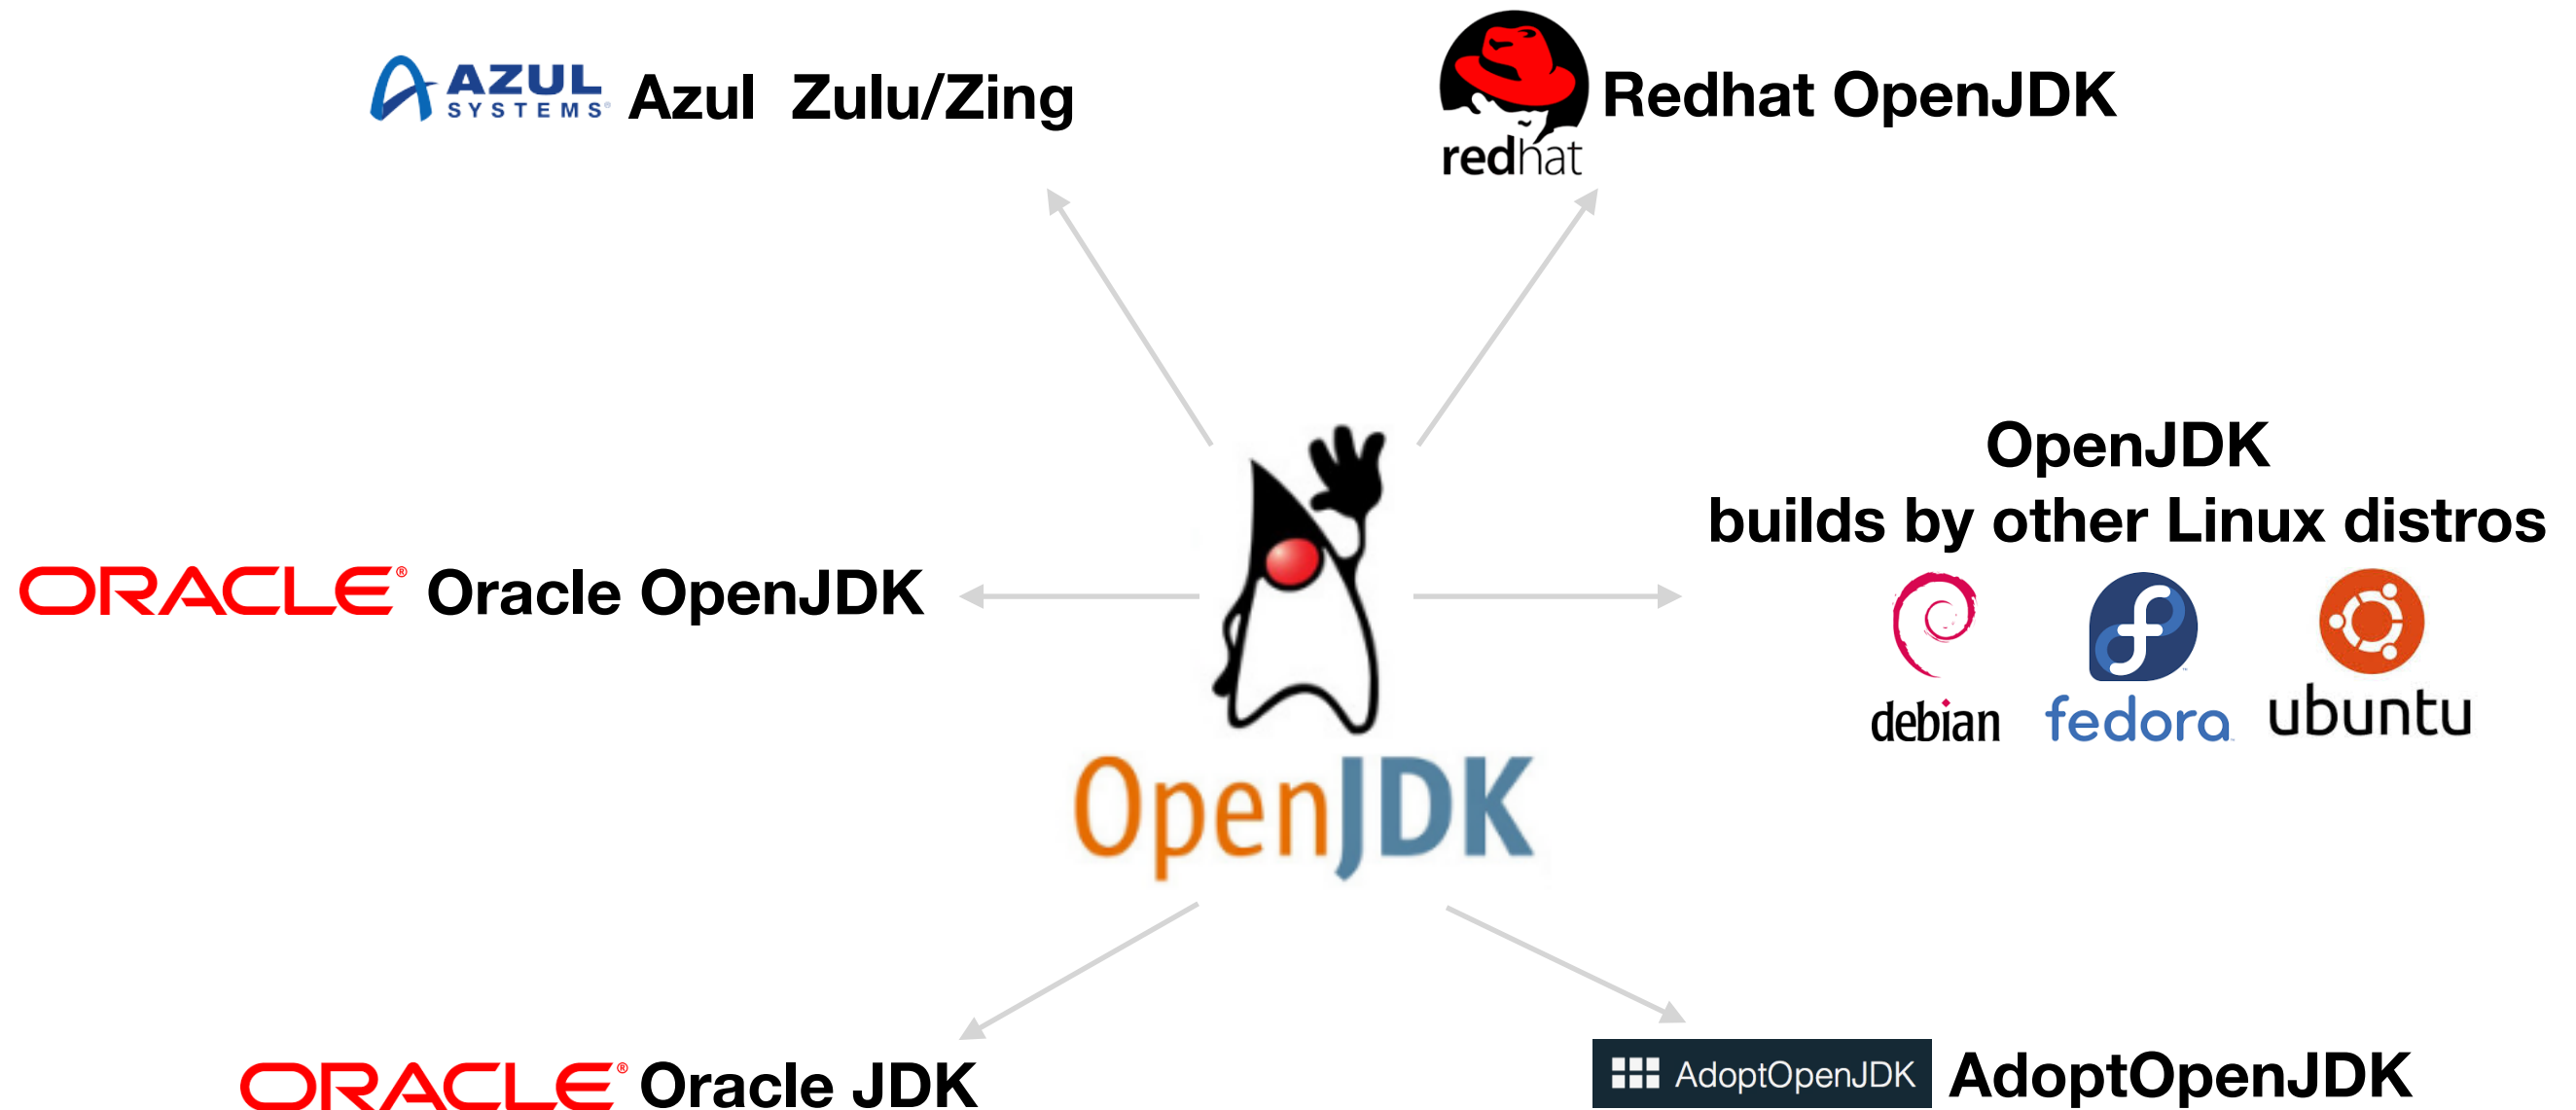 AZUL
SYSTEMS®
Azul Zulu/Zing
redhat
Redhat OpenJDK
OpenJDK
builds by other Linux distros
debian
fedora
ubuntu
ORACLE®
Oracle OpenJDK
OpenJDK
ORACLE®
Oracle JDK
AdoptOpenJDK
AdoptOpenJDK